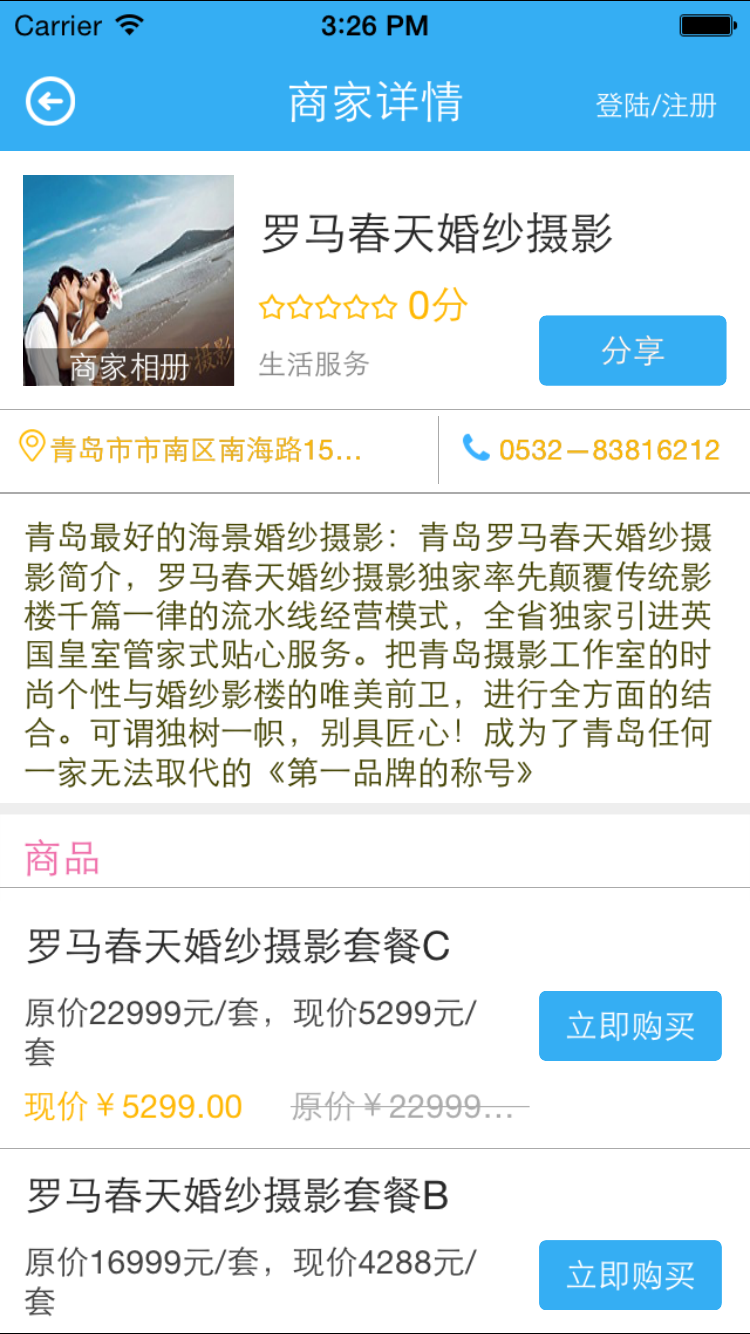 Carrier 3:26 PM
商家详情 登陆/注册
罗马春天婚纱摄影
0分
商家相册
摄影
生活服务
分享
青岛市市南区南海路15...
0532—83816212
青岛最好的海景婚纱摄影：青岛罗马春天婚纱摄
影简介，罗马春天婚纱摄影独家率先颠覆传统影
楼千篇一律的流水线经营模式，全省独家引进英
国皇室管家式贴心服务。把青岛摄影工作室的时
尚个性与婚纱影楼的唯美前卫，进行全方面的结
合。可谓独树一帜，别具匠心！成为了青岛任何
一家无法取代的《第一品牌的称号》
商品
罗马春天婚纱摄影套餐C
原价22999元/套，现价5299元/
套
立即购买
现价￥5299.00 原价￥22999...
罗马春天婚纱摄影套餐B
原价16999元/套，现价4288元/
套
立即购买